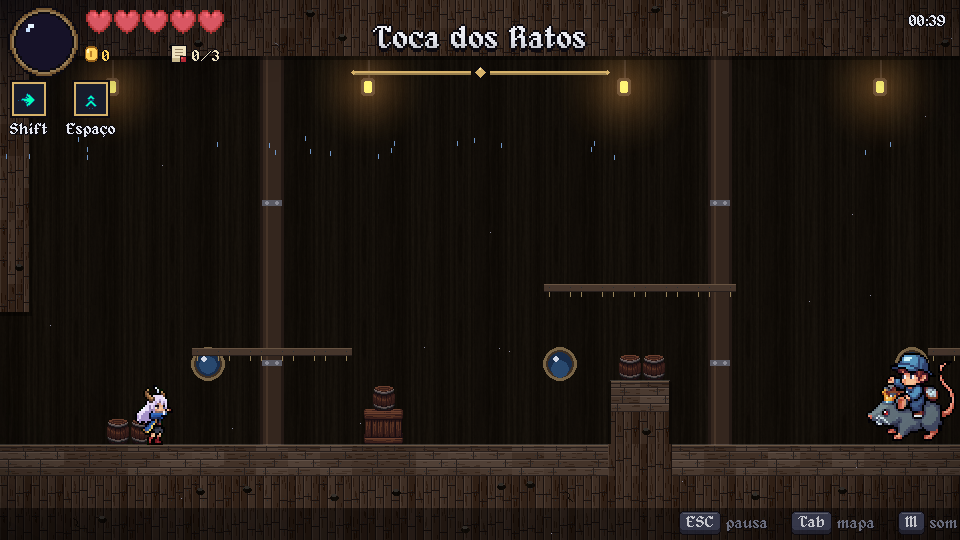 Toca dos Ratos
00:39
0
0/3
Shift
Espaço
ESC pausa
Tab mapa
M som